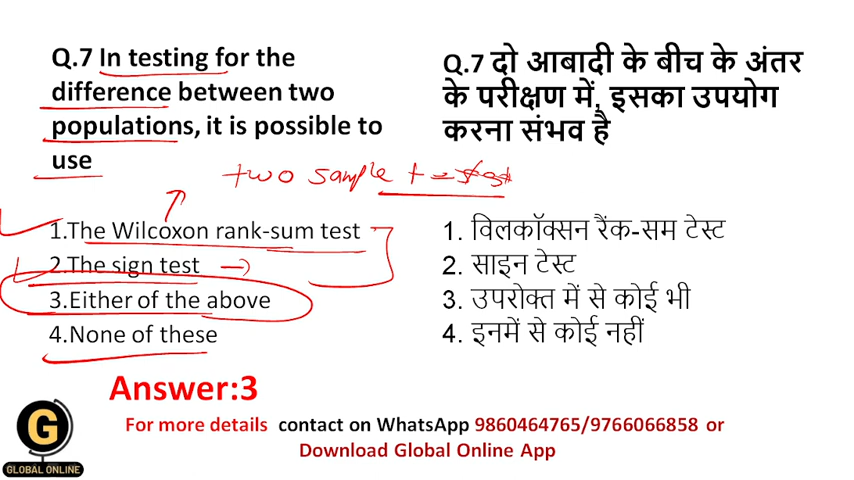 Q.7 In testing for the
difference between two
populations, it is possible to
use
two sample t-test
1.The Wilcoxon rank-sum test
2.The sign test
3.Either of the above
4.None of these
Q.7 दो आबादी के बीच के अंतर
के परीक्षण में, इसका उपयोग
करना संभव है
1. विलकॉक्सन रैंक-सम टेस्ट
2. साइन टेस्ट
3. उपरोक्त में से कोई भी
4. इनमें से कोई नहीं
Answer:3
For more details contact on WhatsApp 9860464765/9766066858 or
Download Global Online App
G
GLOBAL ONLINE